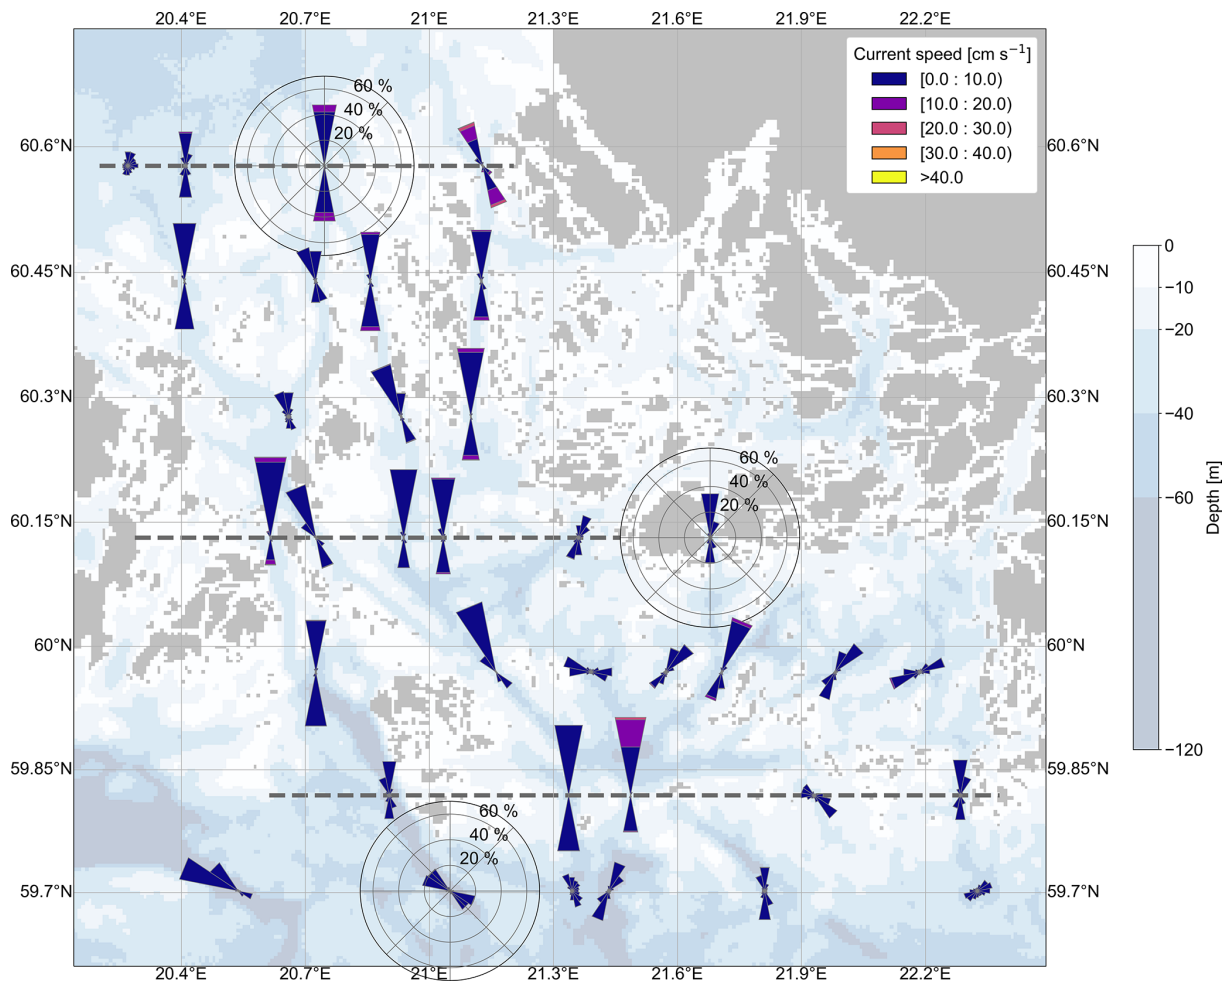 20.4°E 20.7°E 21°E 21.3°E 21.6°E 21.9°E 22.2°E
Current speed [cm s⁻¹]
[0.0 : 10.0)
[10.0 : 20.0)
[20.0 : 30.0)
[30.0 : 40.0)
>40.0
60 %
40 %
20 %
60.6°N 60.6°N
60.45°N 60.45°N
60.3°N 60.3°N
60 %
40 %
20 %
60.15°N 60.15°N
60°N 60°N
59.85°N 59.85°N
60 %
40 %
20 %
59.7°N 59.7°N
20.4°E 20.7°E 21°E 21.3°E 21.6°E 21.9°E 22.2°E
0
−10
−20
−40
−60
−120
Depth [m]